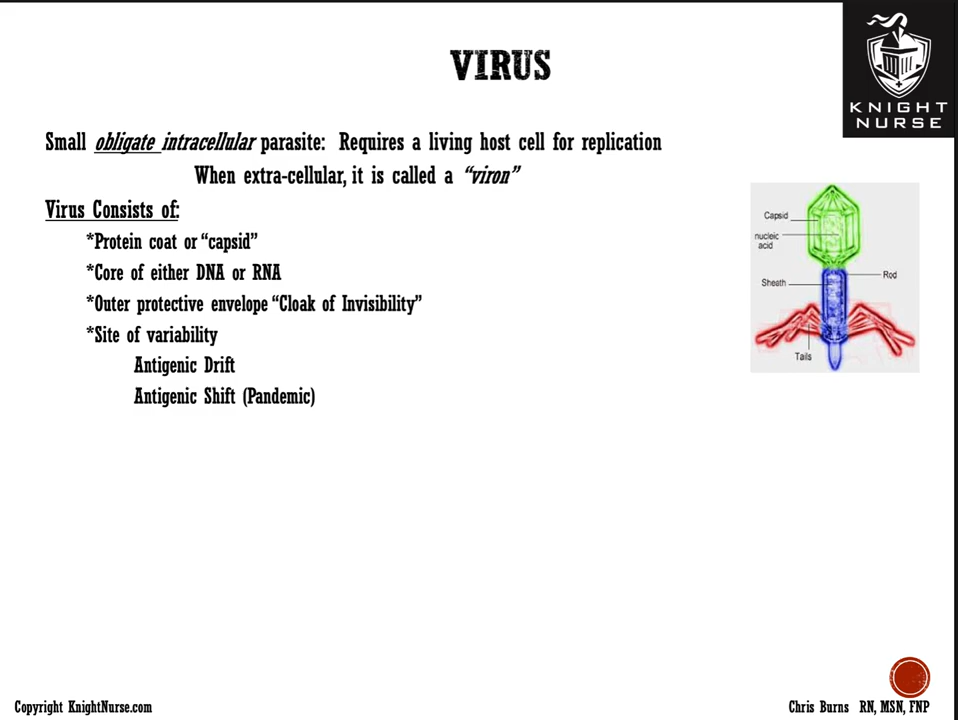 VIRUS
KNIGHT
NURSE
Small obligate intracellular parasite: Requires a living host cell for replication
When extra-cellular, it is called a “viron”
Virus Consists of:
*Protein coat or “capsid”
*Core of either DNA or RNA
*Outer protective envelope “Cloak of Invisibility”
*Site of variability
Antigenic Drift
Antigenic Shift (Pandemic)
Capsid
nucleic
acid
Sheath
Rod
Tails
Copyright KnightNurse.com
Chris Burns RN, MSN, FNP